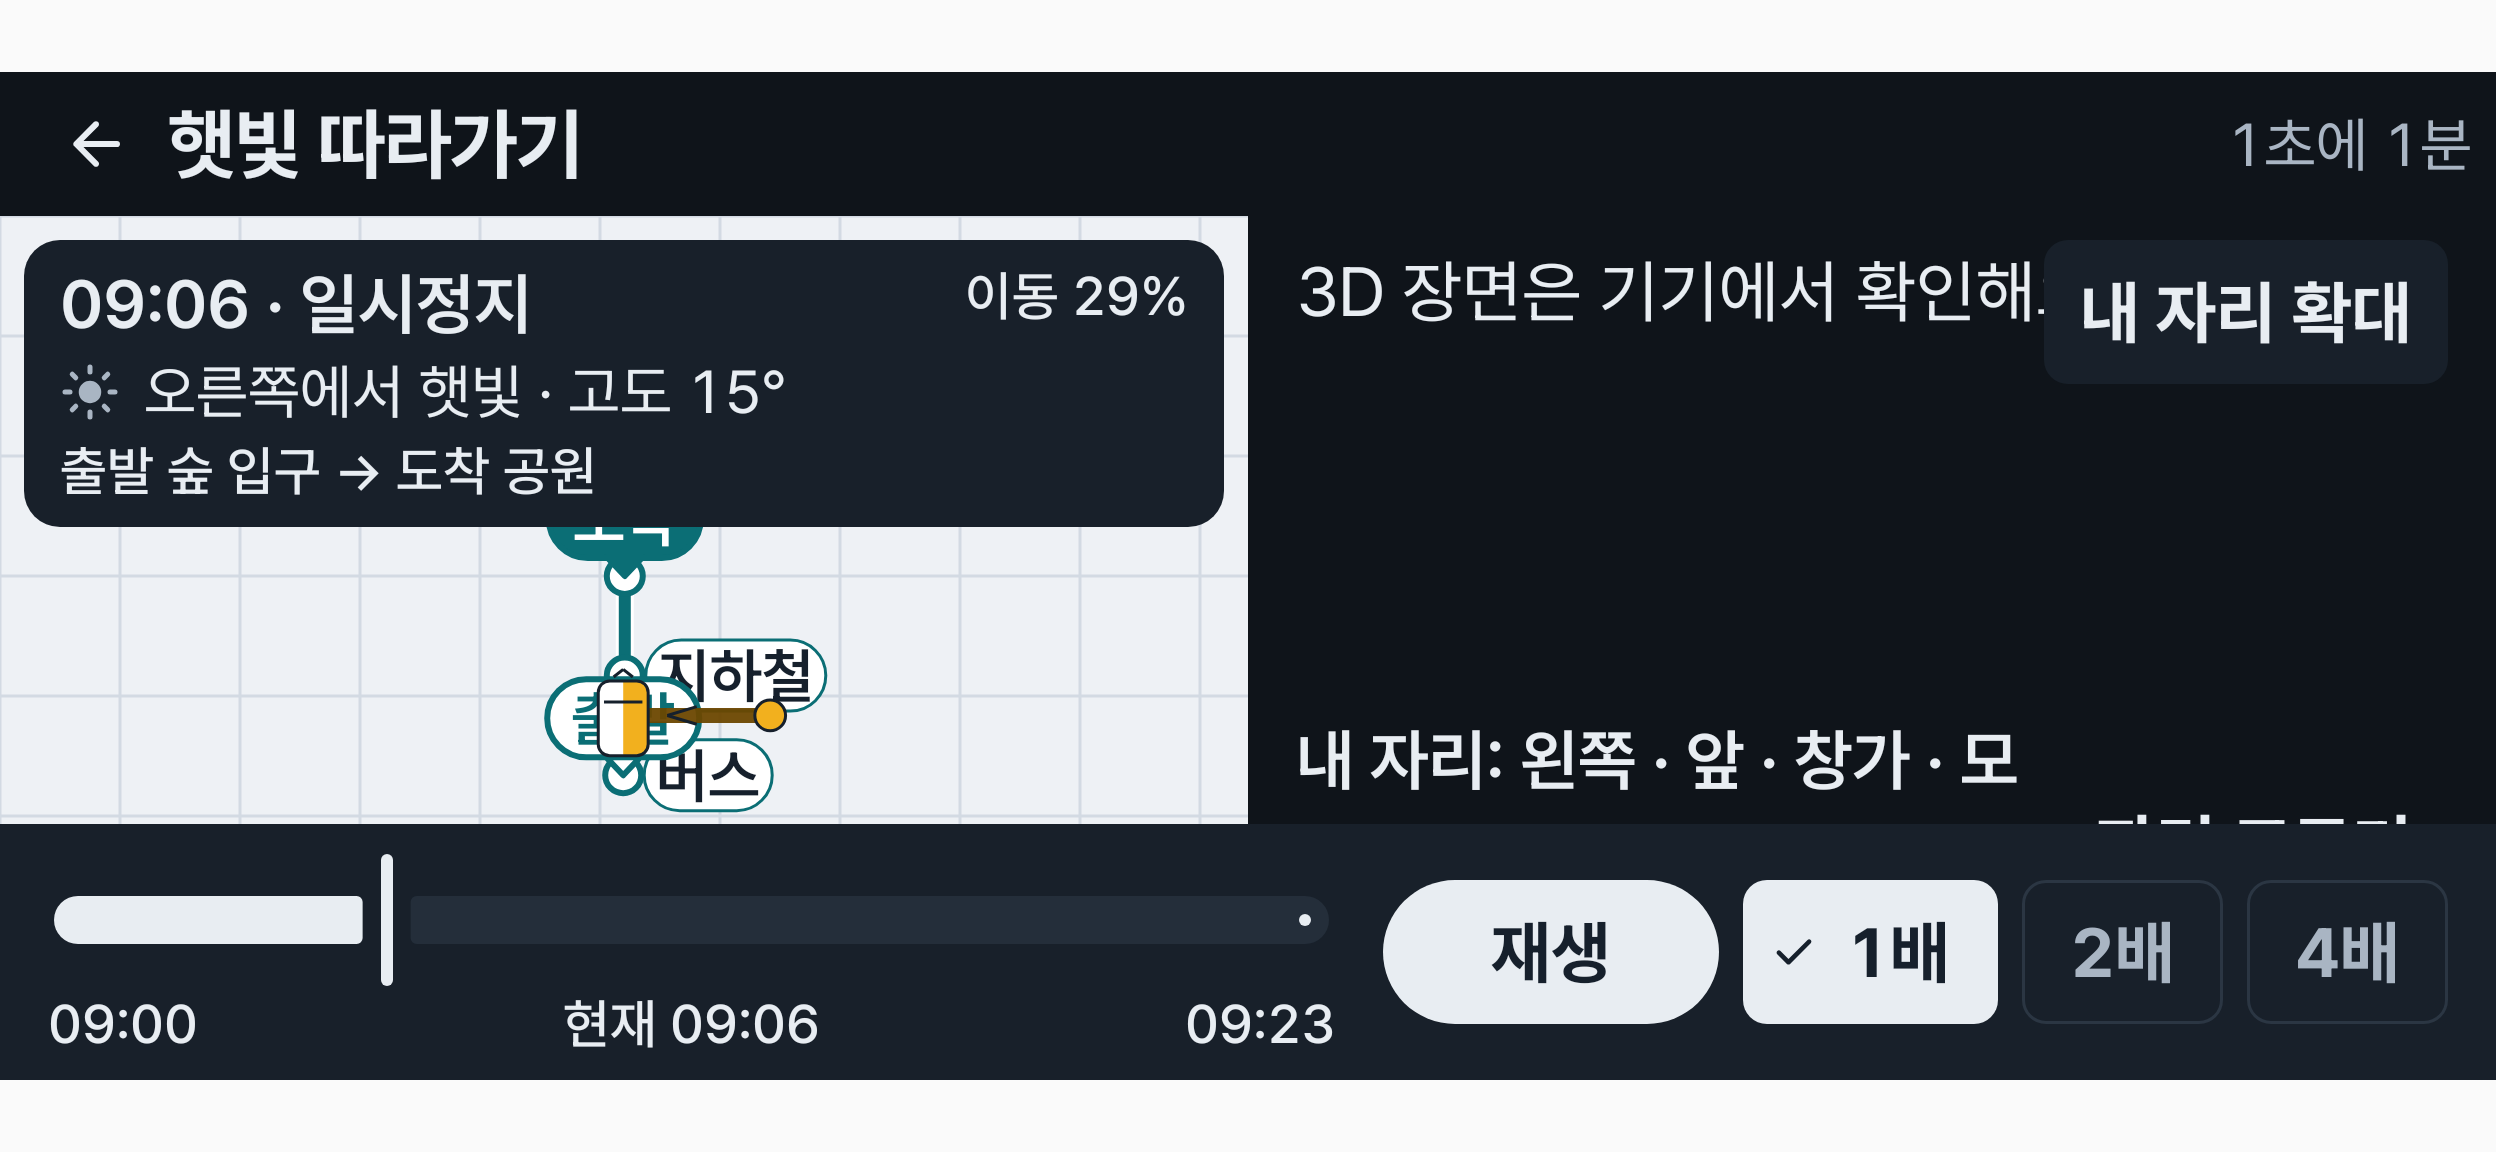 햇빛 따라가기
1초에 1분
09:06 · 일시정지
이동 29%
오른쪽에서 햇빛 · 고도 15°
출발 숲 입구 → 도착 공원
3D 장면은 기기에서 확인해
내 자리 확대
지하철
버스
내 자리: 왼쪽 · 앞 · 창가 · 모
재생
1배
2배
4배
09:00
현재 09:06
09:23